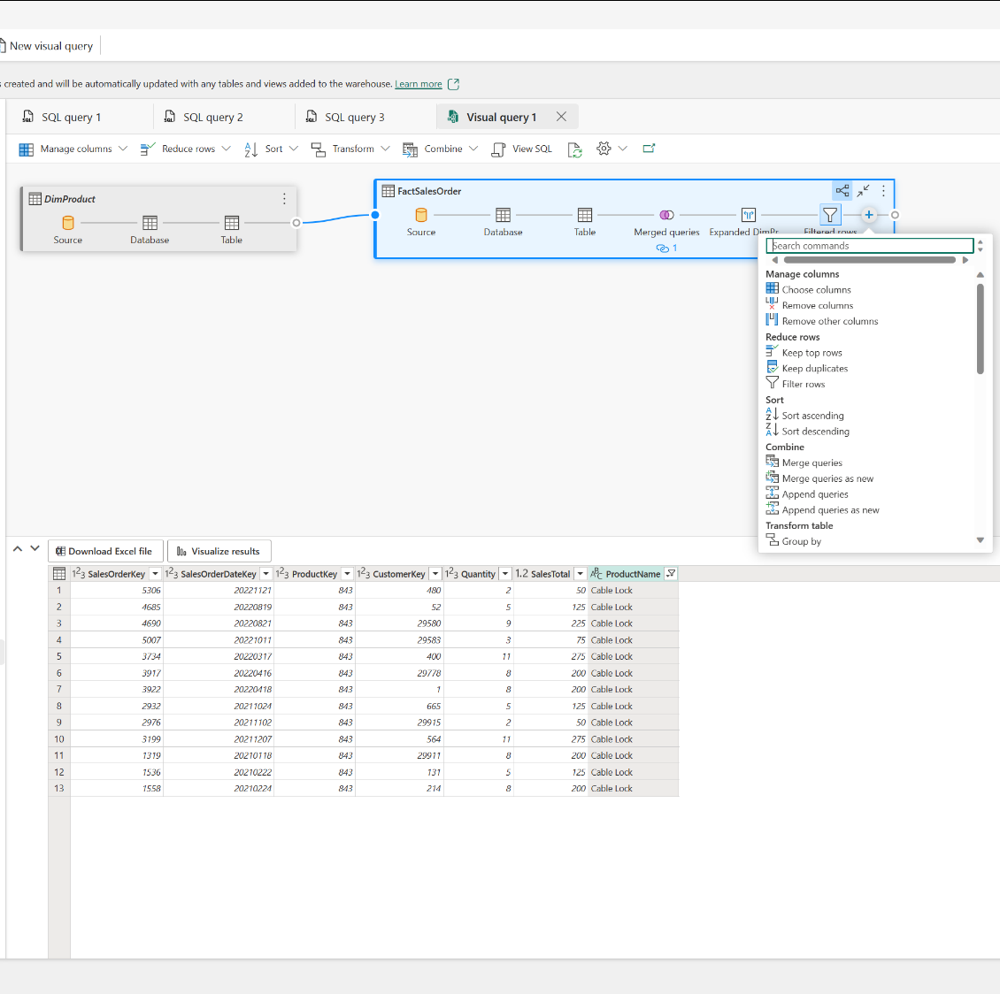 New visual query
s created and will be automatically updated with any tables and views added to the warehouse. Learn more
SQL query 1 SQL query 2 SQL query 3 Visual query 1
Manage columns Reduce rows Sort Transform Combine View SQL
DimProduct
Source Database Table
FactSalesOrder
Source Database Table Merged queries Expanded DimPr Filtered rows
1
Search commands
Manage columns
Choose columns
Remove columns
Remove other columns
Reduce rows
Keep top rows
Keep duplicates
Filter rows
Sort
Sort ascending
Sort descending
Combine
Merge queries
Merge queries as new
Append queries
Append queries as new
Transform table
Group by
Download Excel file Visualize results
123 SalesOrderKey 123 SalesOrderDateKey 123 ProductKey 123 CustomerKey 123 Quantity 1.2 SalesTotal ABC ProductName
1 5306 20221121 843 480 2 50 Cable Lock
2 4685 20220819 843 52 5 125 Cable Lock
3 4690 20220821 843 29580 9 225 Cable Lock
4 5007 20221011 843 29583 3 75 Cable Lock
5 3734 20220317 843 400 11 275 Cable Lock
6 3917 20220416 843 29778 8 200 Cable Lock
7 3922 20220418 843 1 8 200 Cable Lock
8 2932 20211024 843 665 5 125 Cable Lock
9 2976 20211102 843 29915 2 50 Cable Lock
10 3199 20211207 843 564 11 275 Cable Lock
11 1319 20210118 843 29911 8 200 Cable Lock
12 1536 20210222 843 131 5 125 Cable Lock
13 1558 20210224 843 214 8 200 Cable Lock